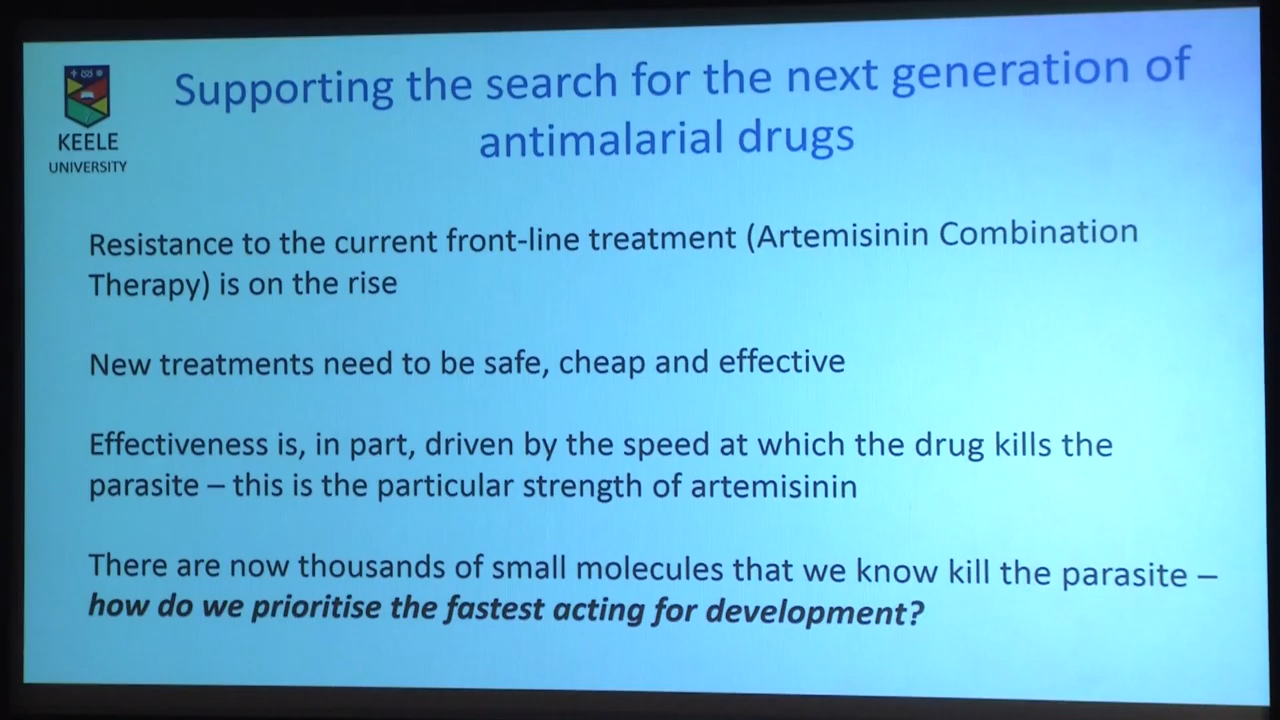 KEELE
UNIVERSITY
Supporting the search for the next generation of
antimalarial drugs
Resistance to the current front-line treatment (Artemisinin Combination
Therapy) is on the rise
New treatments need to be safe, cheap and effective
Effectiveness is, in part, driven by the speed at which the drug kills the
parasite – this is the particular strength of artemisinin
There are now thousands of small molecules that we know kill the parasite –
how do we prioritise the fastest acting for development?